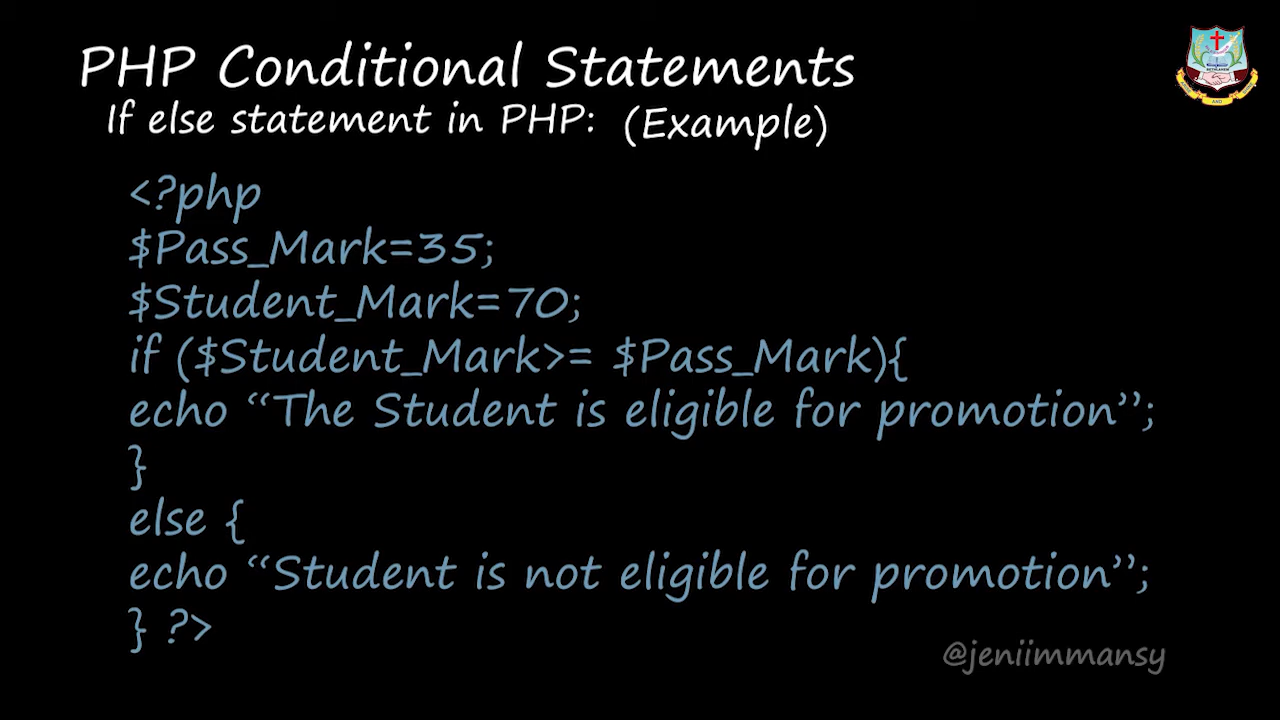 PHP Conditional Statements
If else statement in PHP: (Example)
<?php
$Pass_Mark=35;
$Student_Mark=70;
if ($Student_Mark>= $Pass_Mark){
echo “The Student is eligible for promotion”;
}
else {
echo “Student is not eligible for promotion”;
} ?>
@jeniimmansy